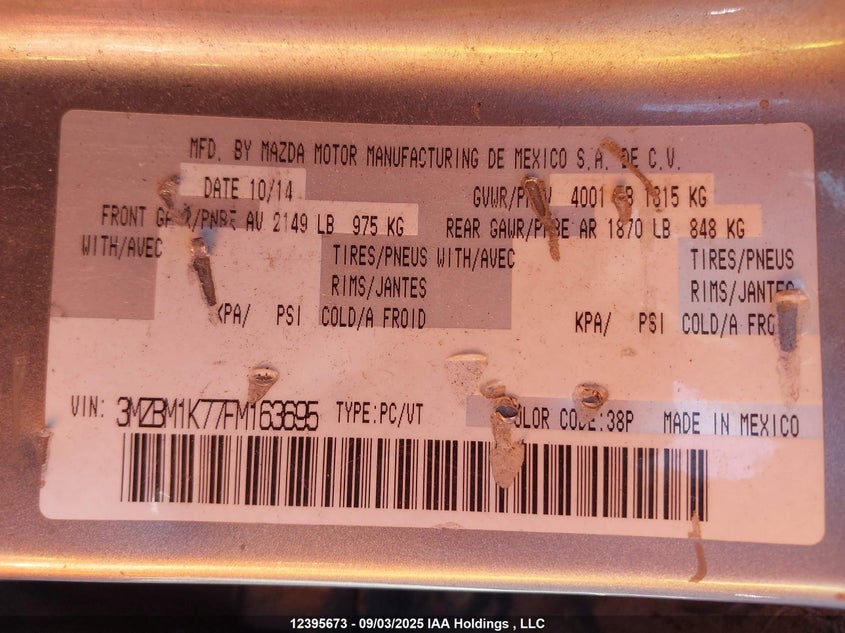 MFD. BY MAZDA MOTOR MANUFACTURING DE MEXICO S.A. DE C.V.
DATE 10/14 GVWR/ 4001 LB 1815 KG
FRONT AV 2149 LB 975 KG REAR GAWR/PNBE AR 1870 LB 848 KG
WITH/AVEC TIRES/PNEUS WITH/AVEC TIRES/PNEUS
RIMS/JANTES RIMS/JANTES
KPA/ PSI COLD/A FROID KPA/ PSI COLD/A FROID
VIN: 3MZBM1K77FM163695 TYPE:PC/VT COLOR CODE:38P MADE IN MEXICO
12395673 - 09/03/2025 IAA Holdings , LLC